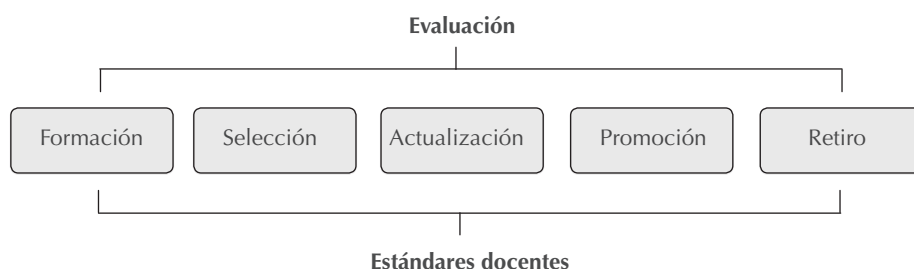 Evaluación
Formación Selección Actualización Promoción Retiro
Estándares docentes